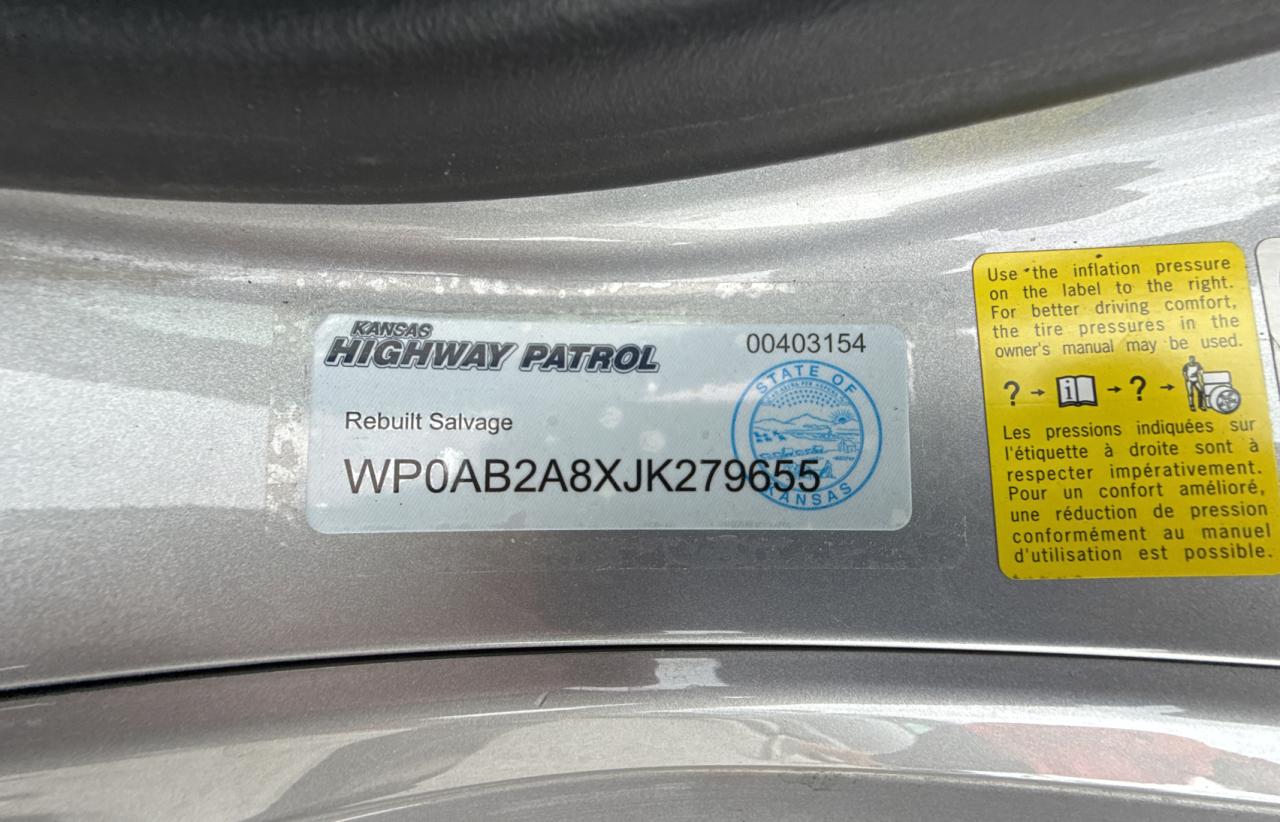 KANSAS
HIGHWAY PATROL
00403154
Rebuilt Salvage
WP0AB2A8XJK279655
STATE OF
KANSAS
Use the inflation pressure
on the label to the right.
For better driving comfort,
the tire pressures in the
owner's manual may be used.
? → i → ? →
Les pressions indiquées sur
l'étiquette à droite sont à
respecter impérativement.
Pour un confort amélioré,
une réduction de pression
conformément au manuel
d'utilisation est possible.